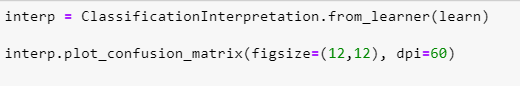 interp = ClassificationInterpretation.from_learner(learn)
interp.plot_confusion_matrix(figsize=(12,12), dpi=60)